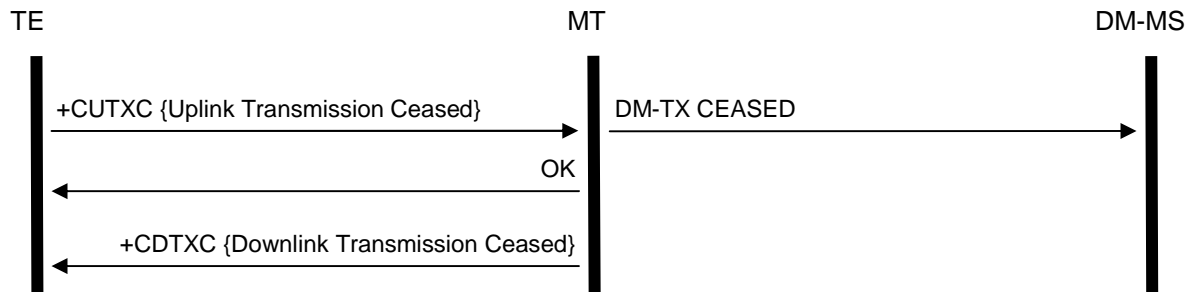 TE
MT
DM-MS
+CUTXC {Uplink Transmission Ceased}
DM-TX CEASED
OK
+CDTXC {Downlink Transmission Ceased}